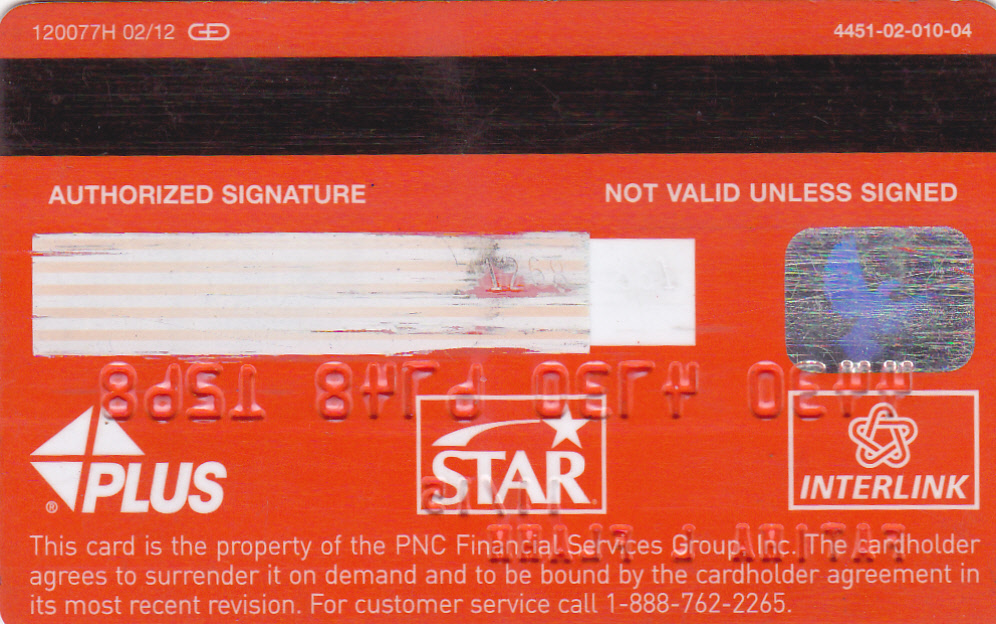 120077H 02/12
4451-02-010-04
AUTHORIZED SIGNATURE
NOT VALID UNLESS SIGNED
PLUS
®
STAR
INTERLINK
This card is the property of the PNC Financial Services Group, Inc. The cardholder
agrees to surrender it on demand and to be bound by the cardholder agreement in
its most recent revision. For customer service call 1-888-762-2265.